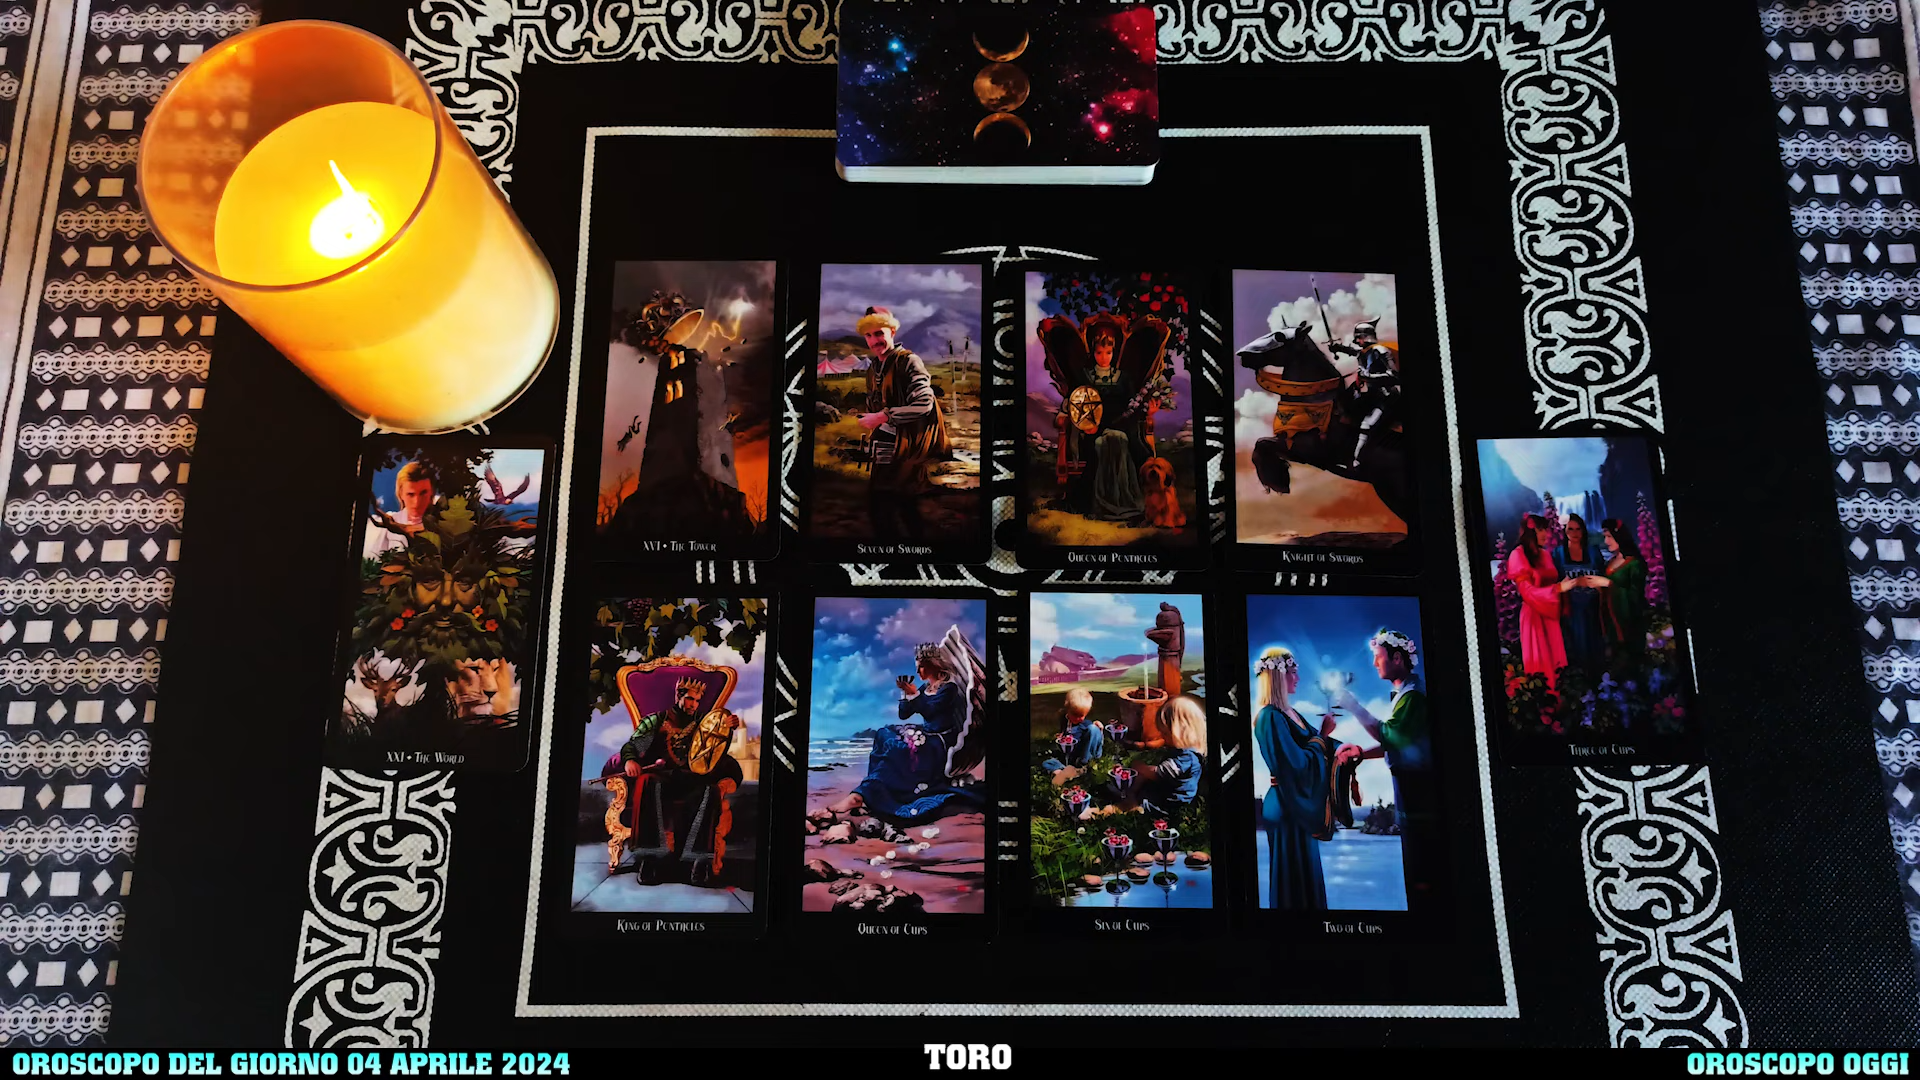 XVI • The Tower
Seven of Swords
Queen of Pentacles
Knight of Swords
XXI • The World
Three of Cups
King of Pentacles
Queen of Cups
Six of Cups
Two of Cups
OROSCOPO DEL GIORNO 04 APRILE 2024
TORO
OROSCOPO OGGI